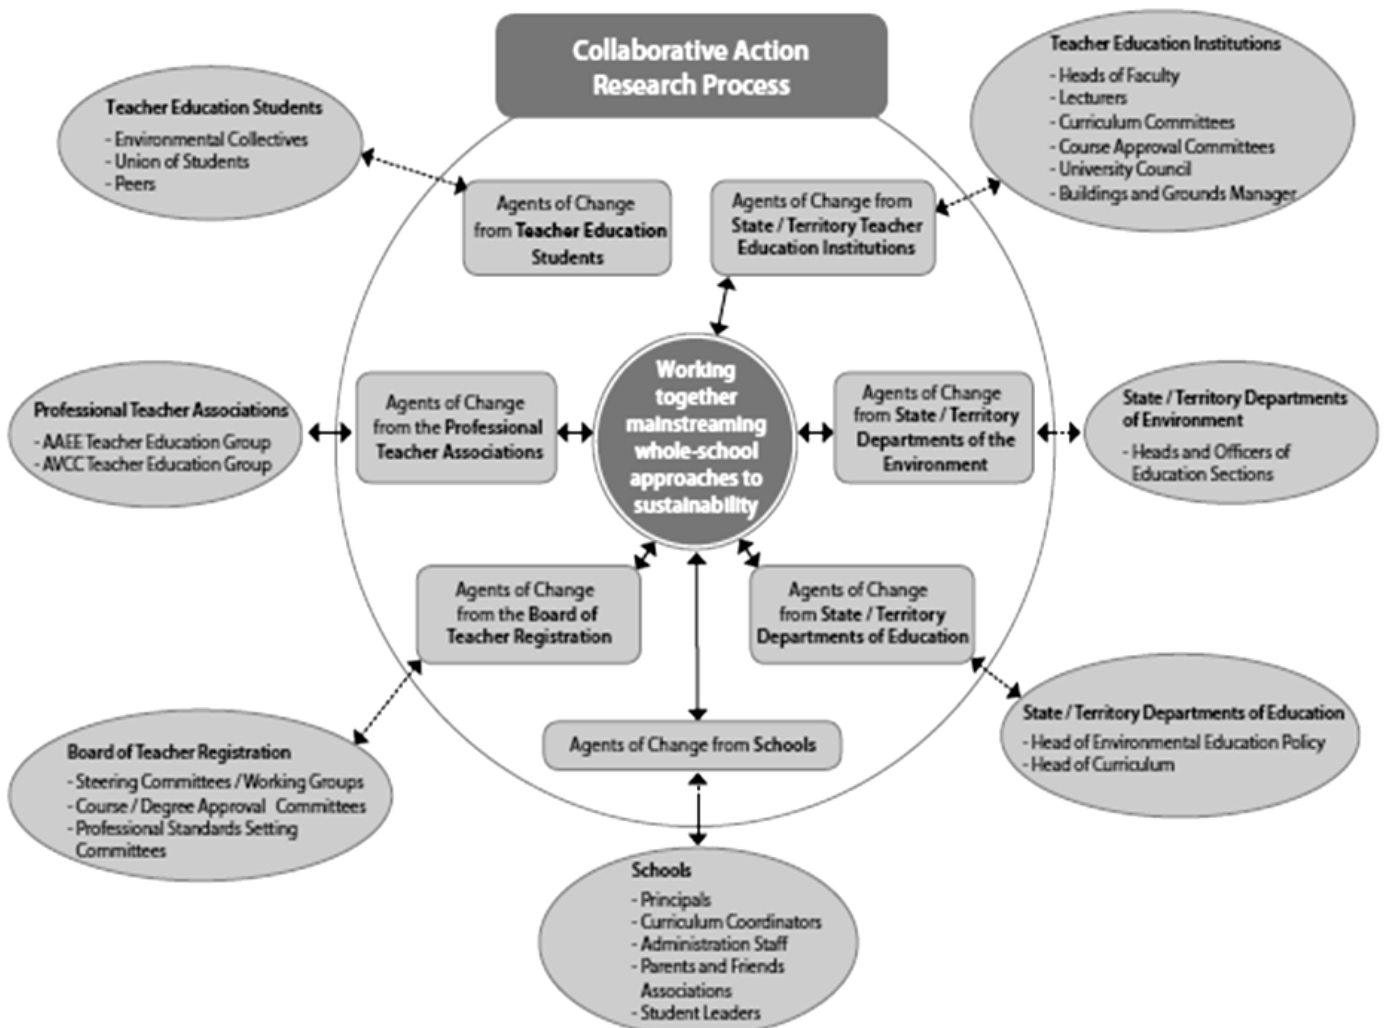 Collaborative Action
Research Process
Teacher Education Students
- Environmental Collectives
- Union of Students
- Peers
Teacher Education Institutions
- Heads of Faculty
- Lecturers
- Curriculum Committees
- Course Approval Committees
- University Council
- Buildings and Grounds Manager
Agents of Change
from Teacher Education
Students
Agents of Change from
State / Territory Teacher
Education Institutions
Professional Teacher Associations
- AAEE Teacher Education Group
- AVCC Teacher Education Group
Agents of Change
from the Professional
Teacher Associations
Working
together
mainstreaming
whole-school
approaches to
sustainability
Agents of Change
from State / Territory
Departments of the
Environment
State / Territory Departments
of Environment
- Heads and Officers of
Education Sections
Agents of Change
from the Board of
Teacher Registration
Agents of Change
from State / Territory
Departments of Education
Board of Teacher Registration
- Steering Committees / Working Groups
- Course / Degree Approval Committees
- Professional Standards Setting
Committees
Agents of Change from Schools
State / Territory Departments of Education
- Head of Environmental Education Policy
- Head of Curriculum
Schools
- Principals
- Curriculum Coordinators
- Administration Staff
- Parents and Friends
Associations
- Student Leaders